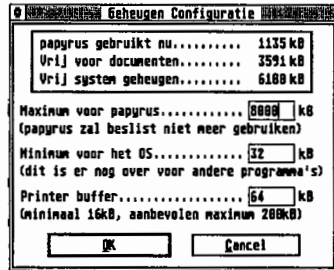 Geheugen Configuratie
papyrus gebruikt nu.......... 1135 kB
Vrij voor documenten......... 3591 kB
Vrij system geheugen......... 6180 kB
Maximum voor papyrus............ 8000 kB
(papyrus zal beslist niet meer gebruiken)
Minimum voor het OS............. 32 kB
(dit is er nog over voor andere programma's)
Printer buffer.................. 64 kB
(minimaal 16kB, aanbevolen maximum 200kB)
OK Cancel